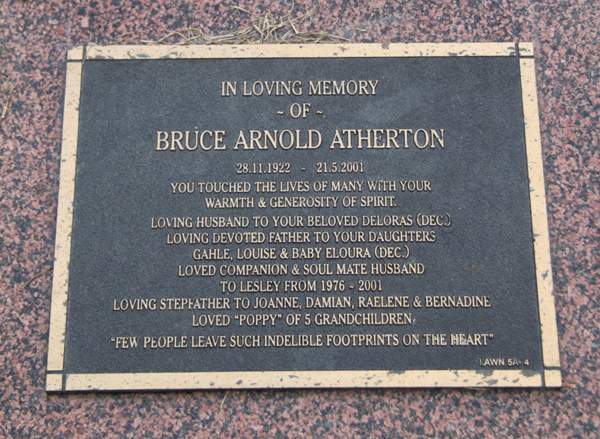 IN LOVING MEMORY
~ OF ~
BRUCE ARNOLD ATHERTON
28.11.1922 - 21.5.2001
YOU TOUCHED THE LIVES OF MANY WITH YOUR
WARMTH & GENEROSITY OF SPIRIT.
LOVING HUSBAND TO YOUR BELOVED DELORAS (DEC.)
LOVING DEVOTED FATHER TO YOUR DAUGHTERS
GAHLE, LOUISE & BABY ELOURA (DEC.)
LOVED COMPANION & SOUL MATE HUSBAND
TO LESLEY FROM 1976 - 2001
LOVING STEPFATHER TO JOANNE, DAMIAN, RAELENE & BERNADINE
LOVED "POPPY" OF 5 GRANDCHILDREN
"FEW PEOPLE LEAVE SUCH INDELIBLE FOOTPRINTS ON THE HEART"
LAWN